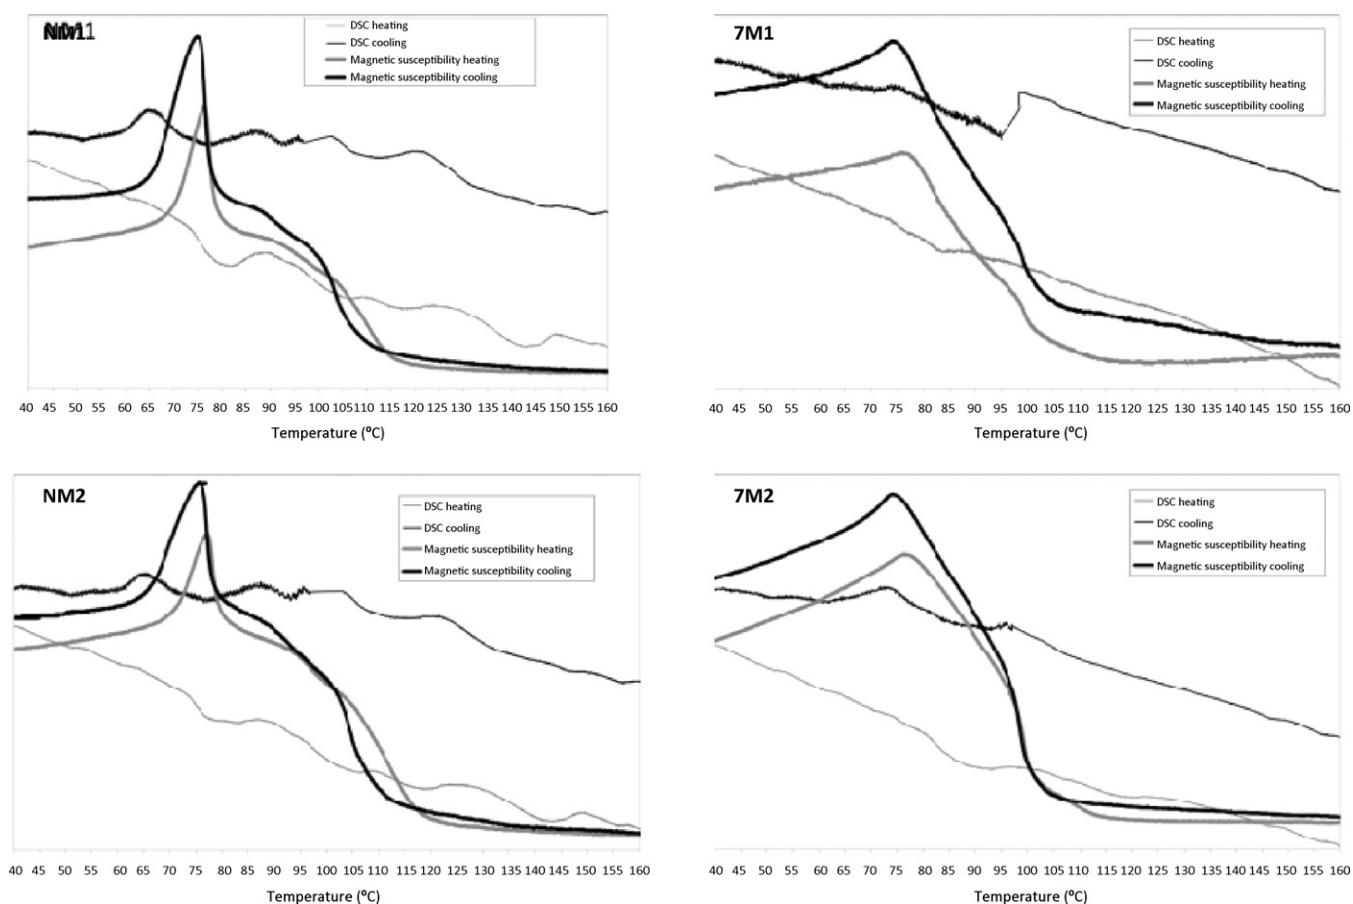 NM1
DSC heating
DSC cooling
Magnetic susceptibility heating
Magnetic susceptibility cooling
40 45 50 55 60 65 70 75 80 85 90 95 100 105 110 115 120 125 130 135 140 145 150 155 160
Temperature (ºC)
7M1
DSC heating
DSC cooling
Magnetic susceptibility heating
Magnetic susceptibility cooling
40 45 50 55 60 65 70 75 80 85 90 95 100 105 110 115 120 125 130 135 140 145 150 155 160
Temperature (ºC)
NM2
DSC heating
DSC cooling
Magnetic susceptibility heating
Magnetic susceptibility cooling
40 45 50 55 60 65 70 75 80 85 90 95 100 105 110 115 120 125 130 135 140 145 150 155 160
Temperature (ºC)
7M2
DSC heating
DSC cooling
Magnetic susceptibility heating
Magnetic susceptibility cooling
40 45 50 55 60 65 70 75 80 85 90 95 100 105 110 115 120 125 130 135 140 145 150 155 160
Temperature (ºC)